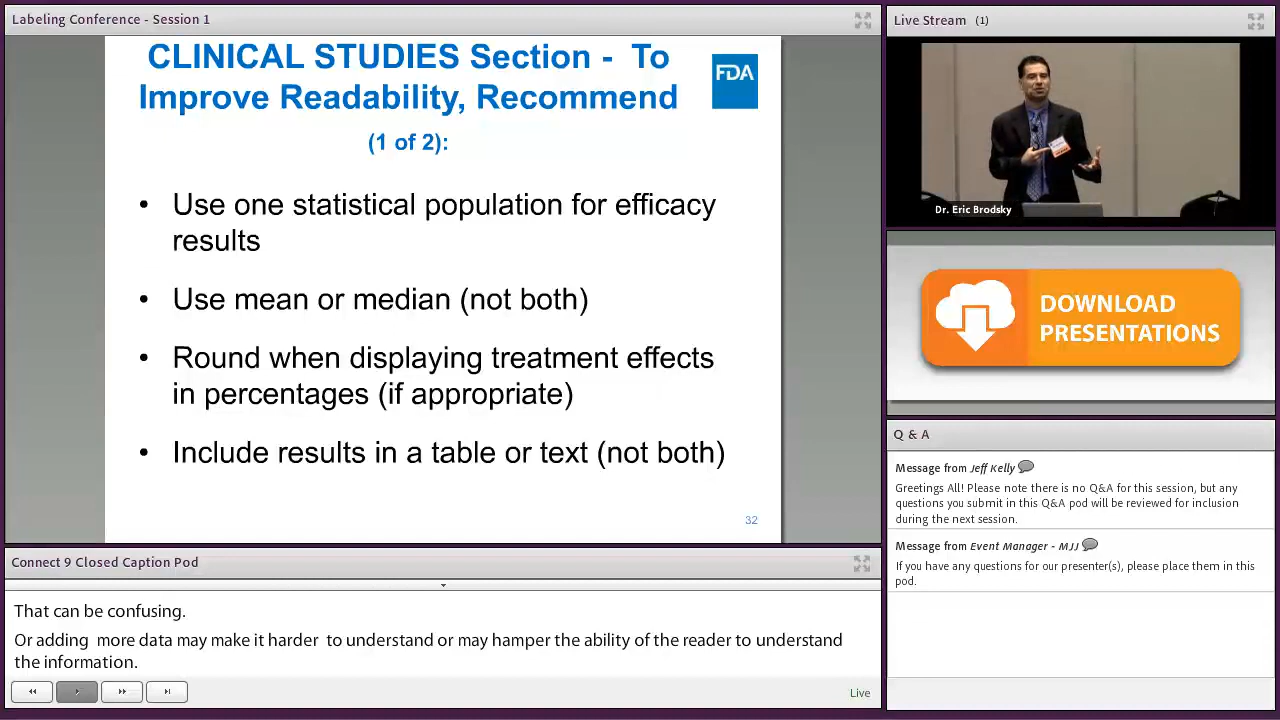 Labeling Conference - Session 1
CLINICAL STUDIES Section - To
Improve Readability, Recommend
(1 of 2):
FDA
• Use one statistical population for efficacy
results
• Use mean or median (not both)
• Round when displaying treatment effects
in percentages (if appropriate)
• Include results in a table or text (not both)
32
Connect 9 Closed Caption Pod
That can be confusing.
Or adding more data may make it harder to understand or may hamper the ability of the reader to understand
the information.
Live
Live Stream (1)
Dr. Eric Brodsky
DOWNLOAD
PRESENTATIONS
Q & A
Message from Jeff Kelly
Greetings All! Please note there is no Q&A for this session, but any
questions you submit in this Q&A pod will be reviewed for inclusion
during the next session.
Message from Event Manager - MJJ
If you have any questions for our presenter(s), please place them in this
pod.